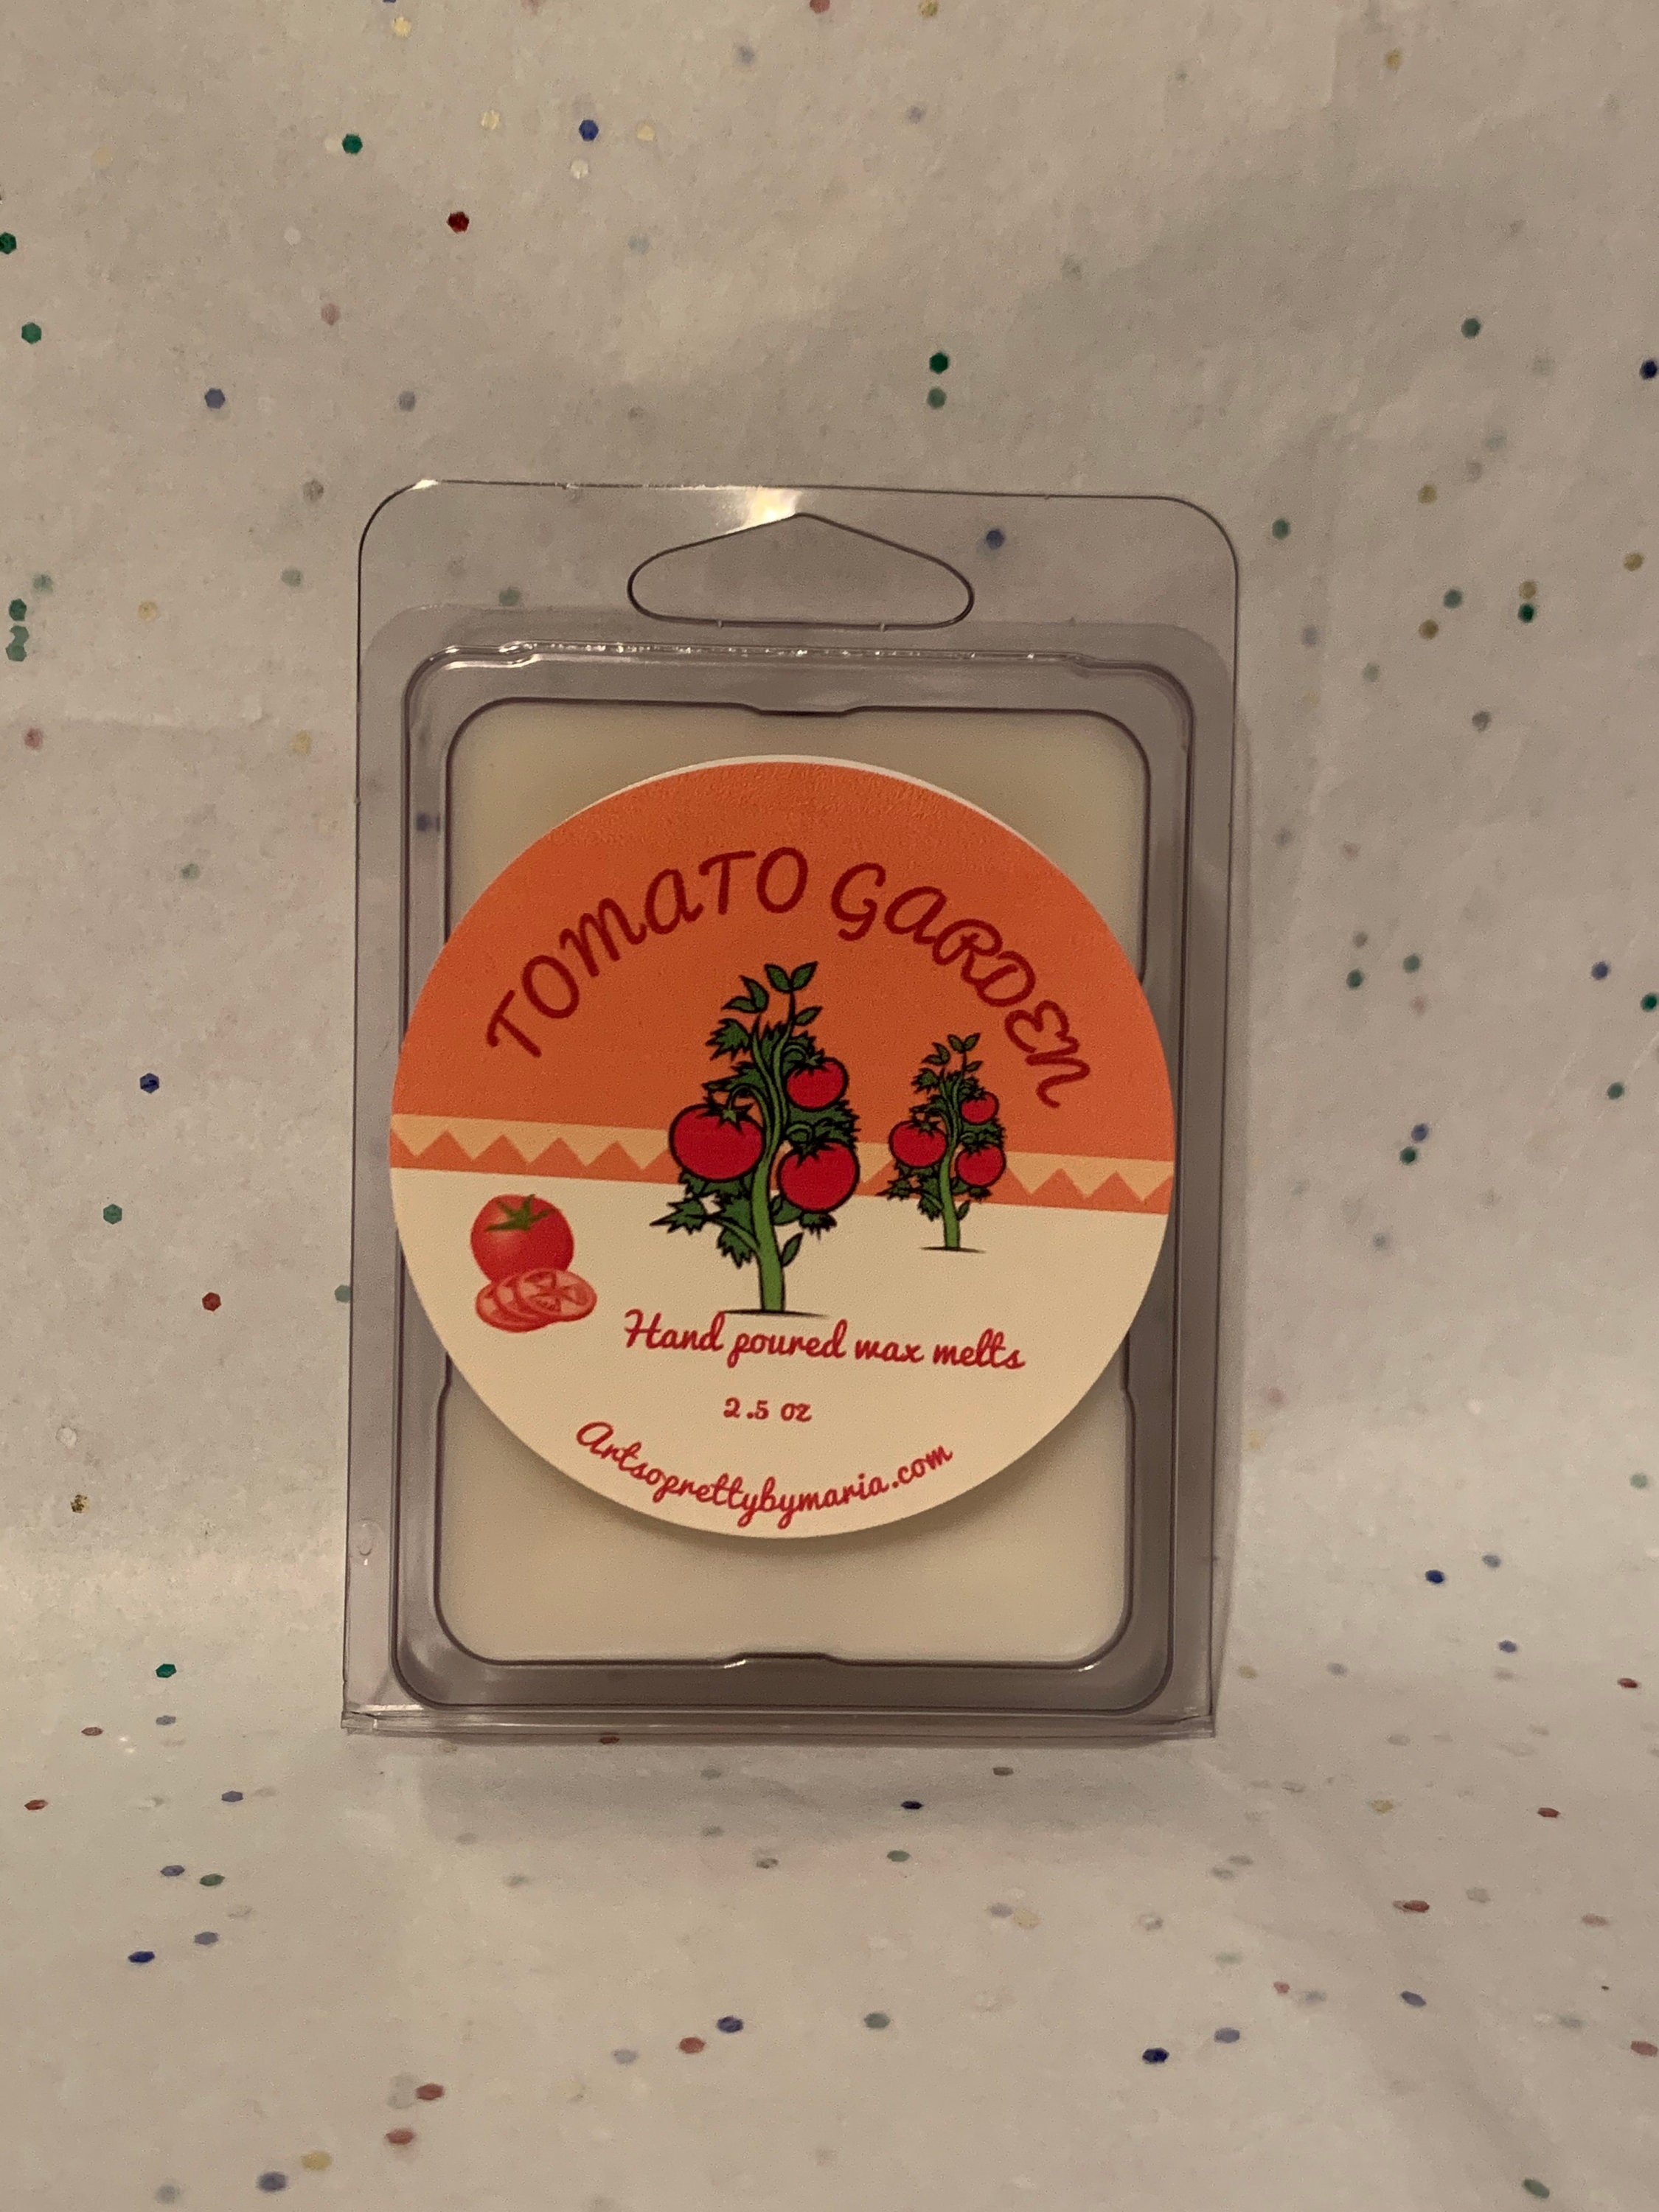 TOMATO GARDEN
Hand poured wax melts
2.5 oz
Artsoprettybymaria.com